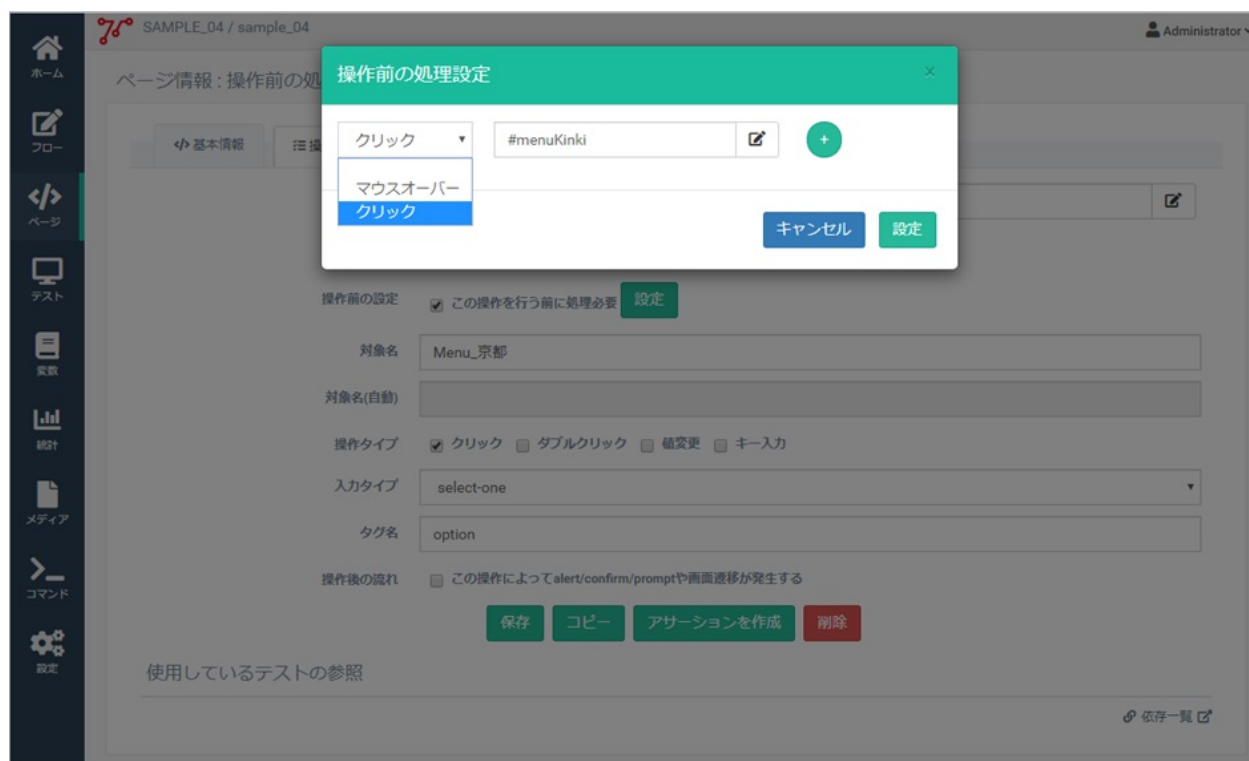 SAMPLE_04 / sample_04
Administrator
ホーム
フロー
ページ
テスト
変数
統計
メディア
コマンド
設定
ページ情報 : 操作前の処
</> 基本情報
操作前の処理設定
×
クリック
#menuKinki
+
マウスオーバー
クリック
キャンセル
設定
操作前の設定 この操作を行う前に処理必要 設定
対象名 Menu_京都
対象名(自動)
操作タイプ クリック ダブルクリック 値変更 キー入力
入力タイプ select-one
タグ名 option
操作後の流れ この操作によってalert/confirm/promptや画面遷移が発生する
保存 コピー アサーションを作成 削除
使用しているテストの参照
依存一覧